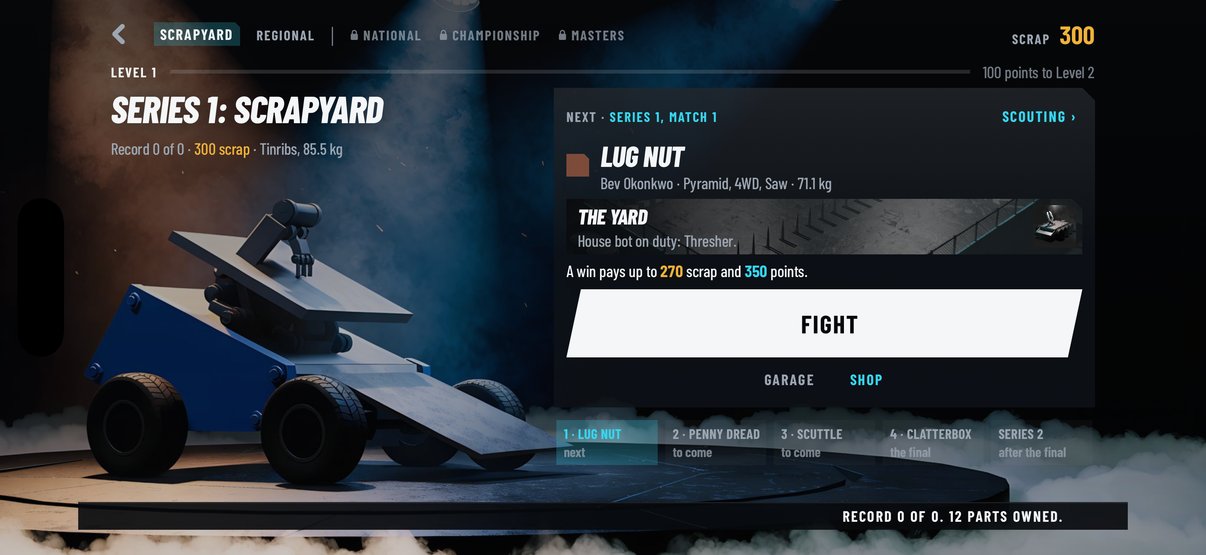 SCRAPYARD REGIONAL NATIONAL CHAMPIONSHIP MASTERS
SCRAP 300
LEVEL 1
100 points to Level 2
SERIES 1: SCRAPYARD
Record 0 of 0 · 300 scrap · Tinribs, 85.5 kg
NEXT · SERIES 1, MATCH 1
SCOUTING ›
LUG NUT
Bev Okonkwo · Pyramid, 4WD, Saw · 71.1 kg
THE YARD
House bot on duty: Thresher.
A win pays up to 270 scrap and 350 points.
FIGHT
GARAGE SHOP
1 · LUG NUT
next
2 · PENNY DREAD
to come
3 · SCUTTLE
to come
4 · CLATTERBOX
the final
SERIES 2
after the final
RECORD 0 OF 0. 12 PARTS OWNED.